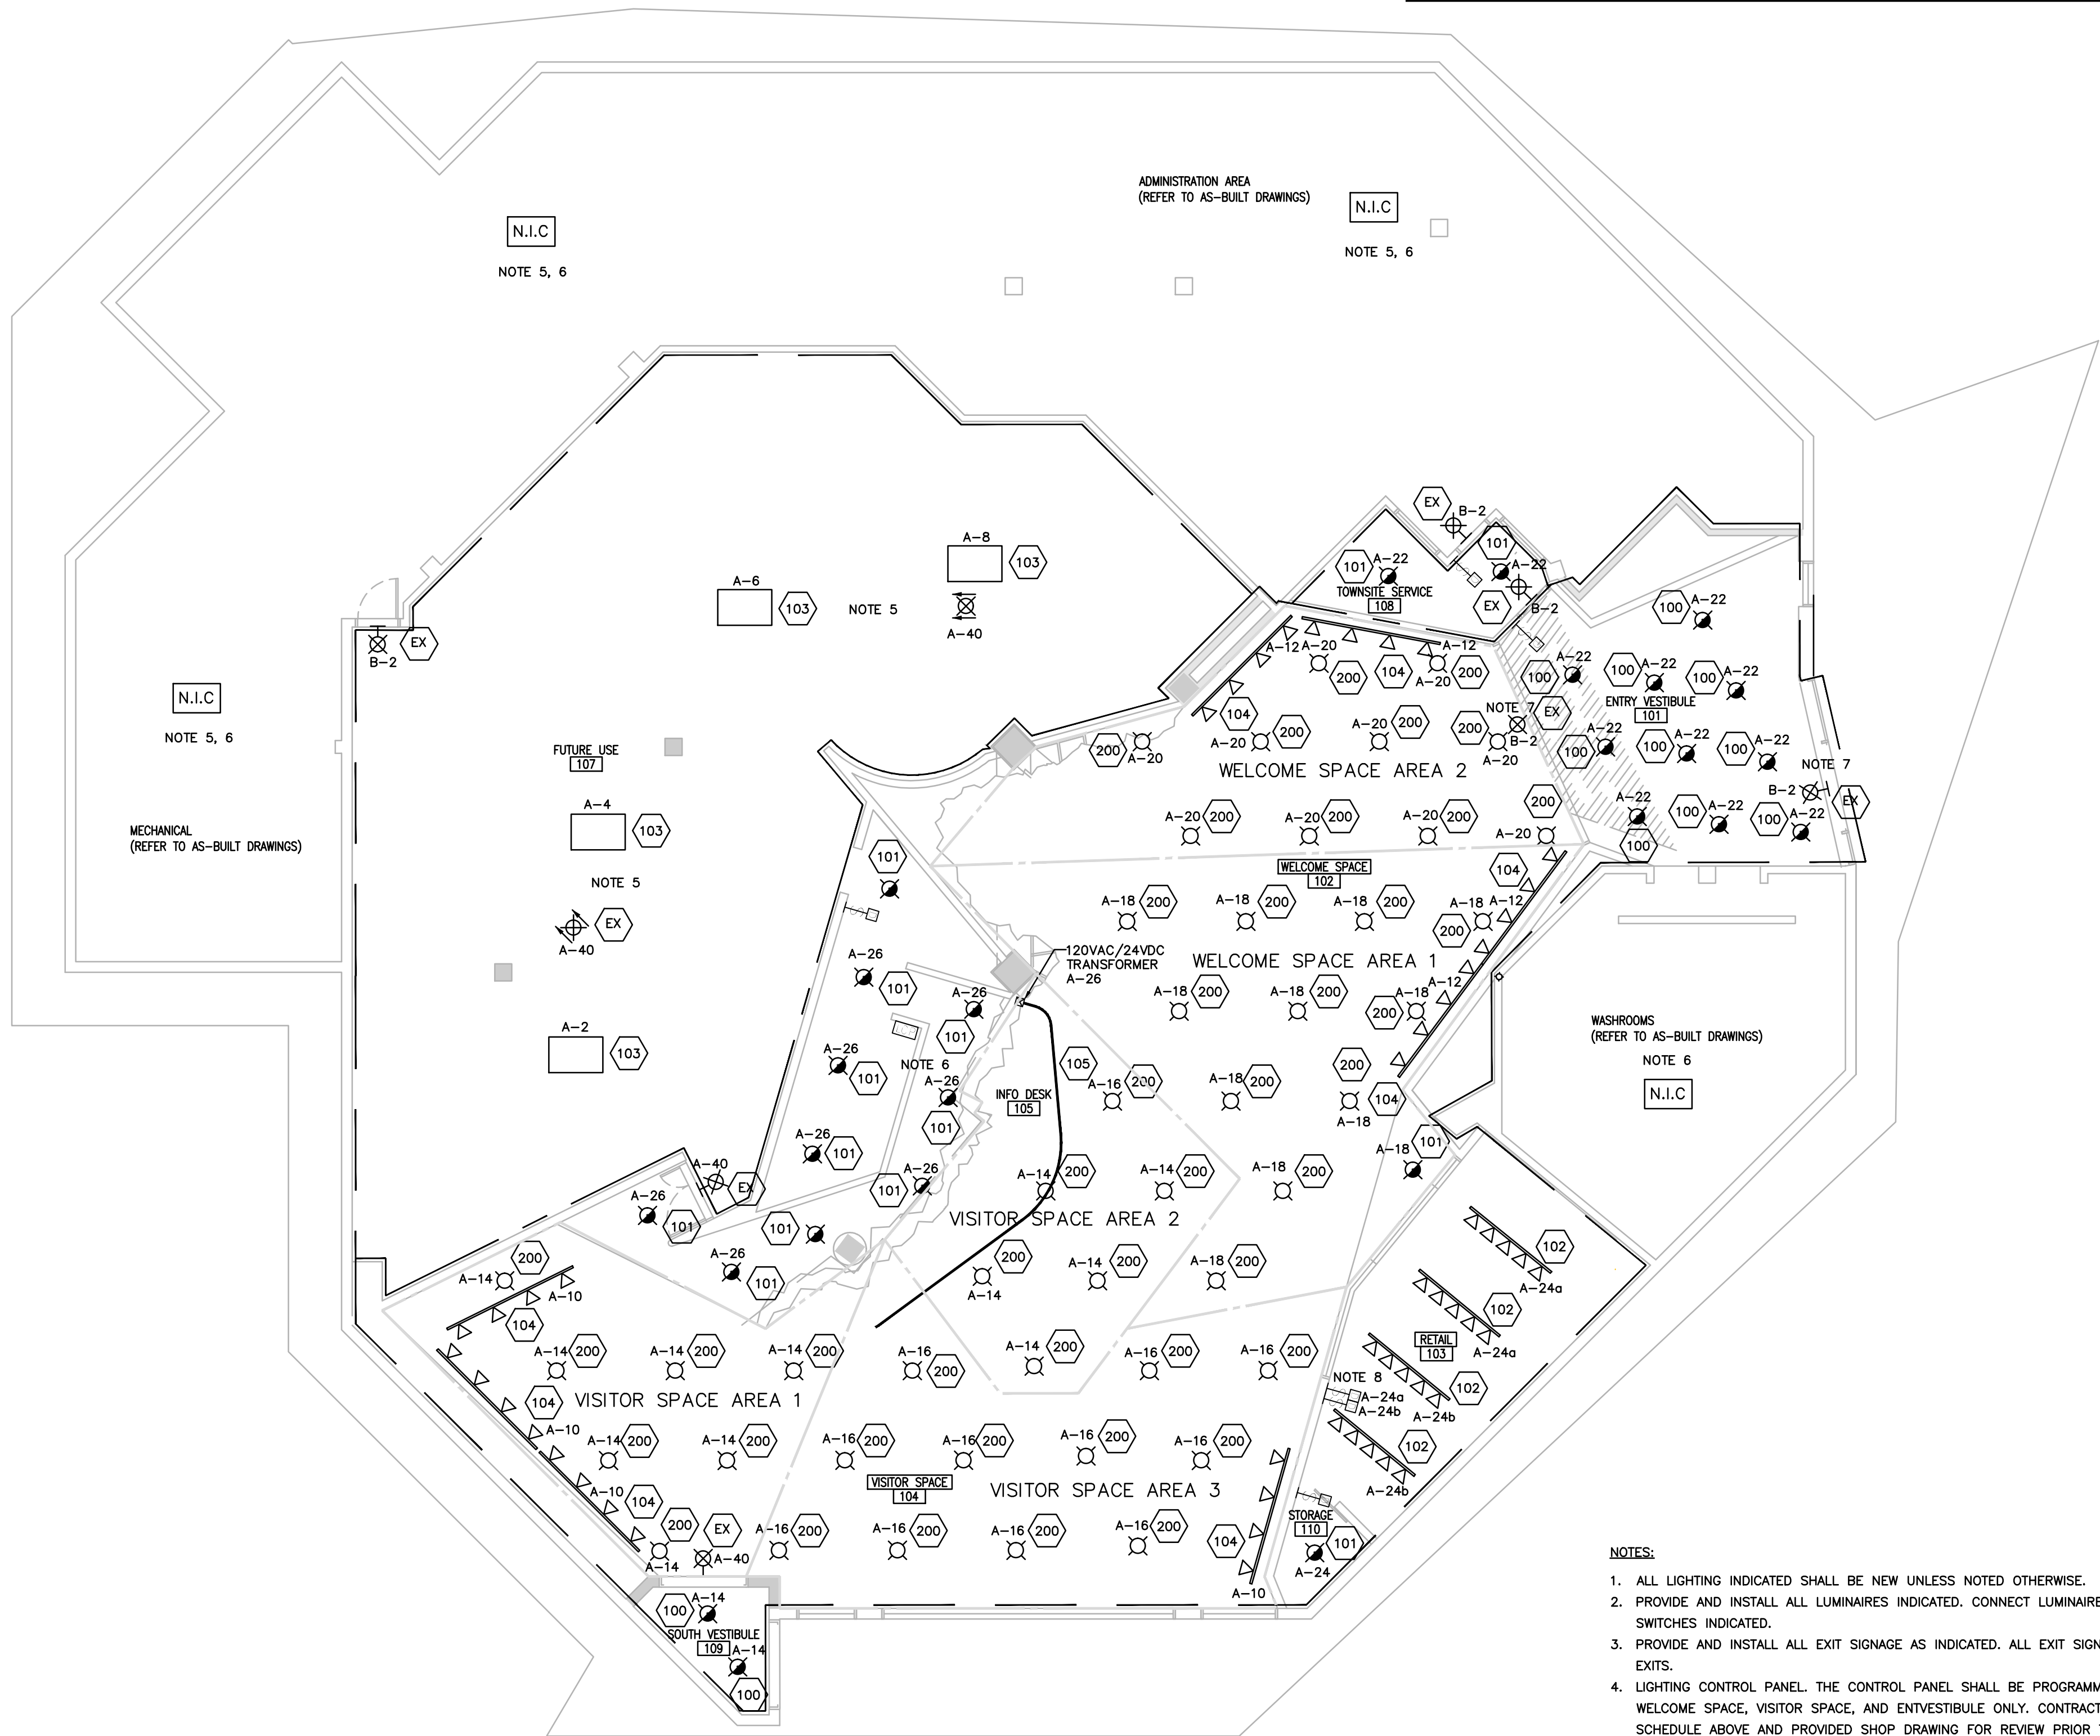 ADMINISTRATION AREA
(REFER TO AS-BUILT DRAWINGS)
N.I.C
NOTE 5, 6
N.I.C
NOTE 5, 6
EX
B-2
A-8
103
101
A-22
101
A-22
TOWNSITE SERVICE
108
EX
B-2
A-6
103
NOTE 5
A-40
100
A-22
B-2
EX
A-12
A-20
A-12
200
104
A-20
200
100
A-22
100
A-22
100
A-22
N.I.C
NOTE 5, 6
104
NOTE 7
EX
ENTRY VESTIBULE
101
FUTURE USE
107
200
A-20
A-20
200
A-20
200
200
B-2
A-20
100
A-22
100
A-22
100
A-22
NOTE 7
WELCOME SPACE AREA 2
B-2
EX
A-4
103
MECHANICAL
(REFER TO AS-BUILT DRAWINGS)
A-20
200
A-20
200
A-20
200
200
A-20
A-22
100
100
A-22
100
A-22
101
WELCOME SPACE
102
104
NOTE 5
A-18
200
A-18
200
A-18
200
A-18
A-12
200
EX
A-40
120VAC/24VDC
TRANSFORMER
A-26
WELCOME SPACE AREA 1
A-26
101
A-26
101
A-18
200
A-18
200
A-18
A-12
200
WASHROOMS
(REFER TO AS-BUILT DRAWINGS)
NOTE 6
N.I.C
A-2
103
A-26
101
NOTE 6
A-26
101
INFO DESK
105
105
A-16
200
A-18
200
200
104
A-18
A-26
101
A-18
101
A-40
EX
A-26
101
A-14
200
A-14
200
A-18
200
A-26
101
101
VISITOR SPACE AREA 2
102
A-24a
200
A-14
A-10
A-26
101
200
A-14
A-14
200
A-18
200
102
A-24a
104
RETAIL
103
A-14
200
A-14
200
A-14
200
A-16
200
A-14
200
A-16
200
A-16
200
102
A-24b
NOTE 8
A-24a
A-24b
104
A-10
VISITOR SPACE AREA 1
A-14
200
A-14
200
A-16
200
A-16
200
A-16
200
A-16
200
102
A-24b
A-10
104
VISITOR SPACE
104
VISITOR SPACE AREA 3
STORAGE
110
101
A-24
200
A-14
EX
A-40
A-16
200
A-16
200
A-16
200
A-16
200
104
A-10
100
A-14
SOUTH VESTIBULE
109
A-14
100
NOTES:
1. ALL LIGHTING INDICATED SHALL BE NEW UNLESS NOTED OTHERWISE.
2. PROVIDE AND INSTALL ALL LUMINAIRES INDICATED. CONNECT LUMINAIRE
SWITCHES INDICATED.
3. PROVIDE AND INSTALL ALL EXIT SIGNAGE AS INDICATED. ALL EXIT SIGN
EXITS.
4. LIGHTING CONTROL PANEL. THE CONTROL PANEL SHALL BE PROGRAMM
WELCOME SPACE, VISITOR SPACE, AND ENTVESTIBULE ONLY. CONTRACT
SCHEDULE ABOVE AND PROVIDED SHOP DRAWING FOR REVIEW PRIOR